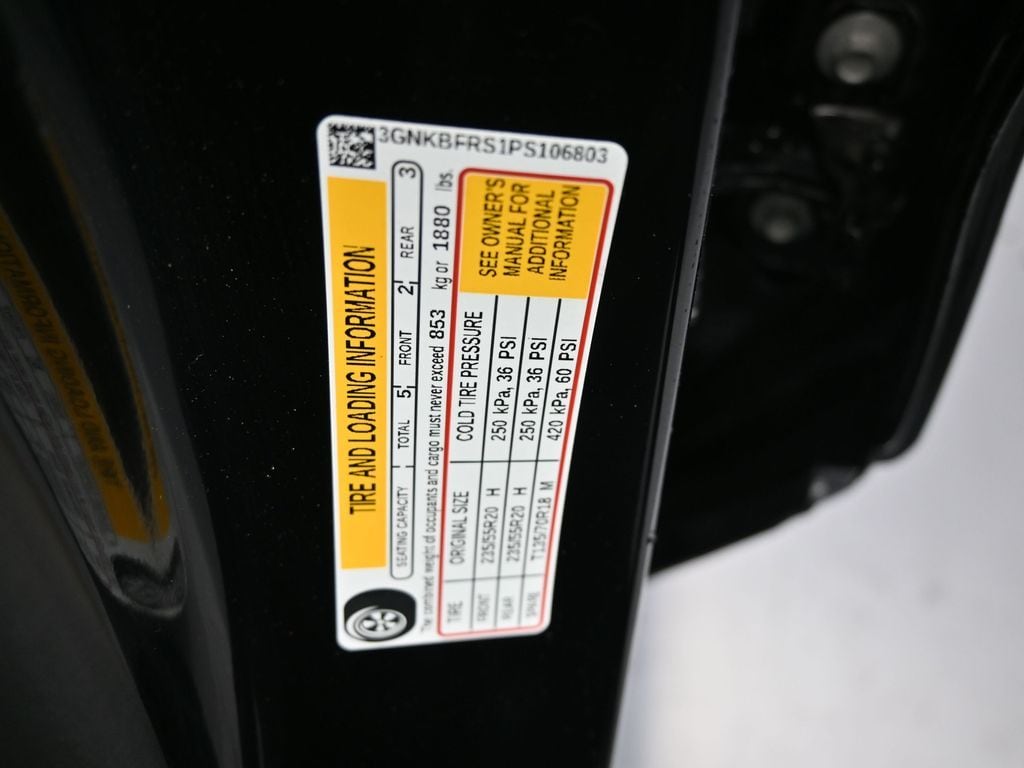 3GNKBFRS1PS106803
TIRE AND LOADING INFORMATION
SEATING CAPACITY TOTAL 5 FRONT 2 REAR 3
The combined weight of occupants and cargo must never exceed 853 kg or 1880 lbs.
TIRE ORIGINAL SIZE COLD TIRE PRESSURE
FRONT 235/55R20 H 250 kPa, 36 PSI
REAR 235/55R20 H 250 kPa, 36 PSI
SPARE T135/70R18 M 420 kPa, 60 PSI
SEE OWNER'S
MANUAL FOR
ADDITIONAL
INFORMATION